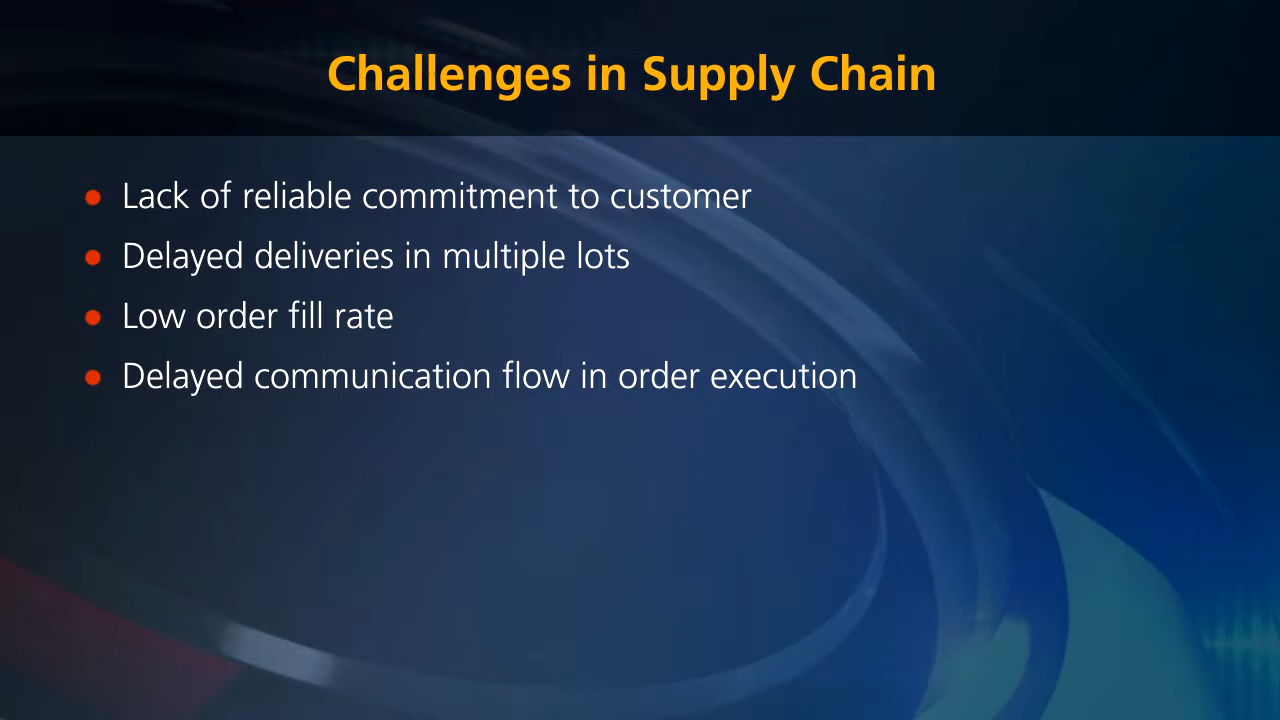 Challenges in Supply Chain
Lack of reliable commitment to customer
Delayed deliveries in multiple lots
Low order fill rate
Delayed communication flow in order execution